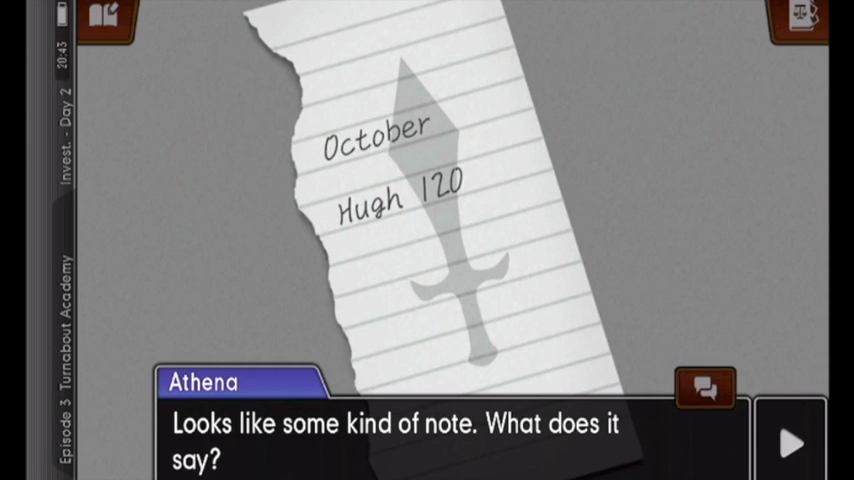 20:43
Invest. - Day 2
Episode 3 Turnabout Academy
October
Hugh 120
Athena
Looks like some kind of note. What does it
say?